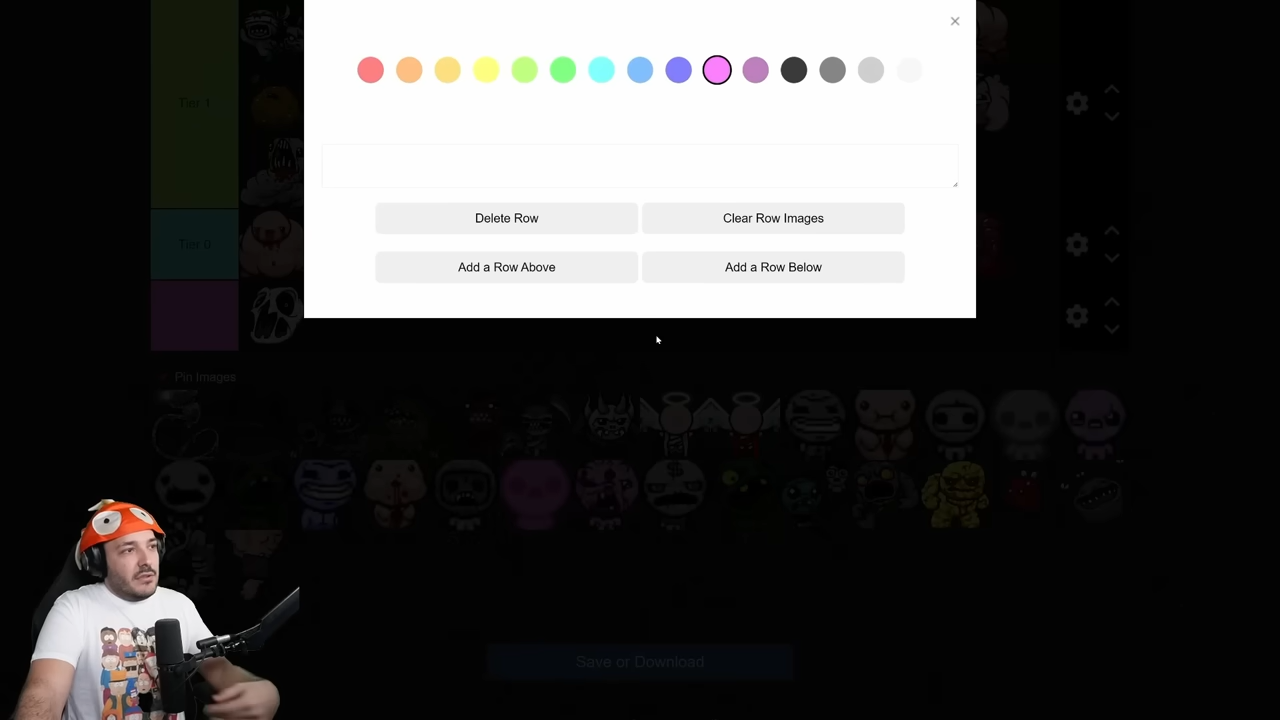 ×
Tier 1
Delete Row
Clear Row Images
Add a Row Above
Add a Row Below
Tier 0
Pin Images
Save or Download